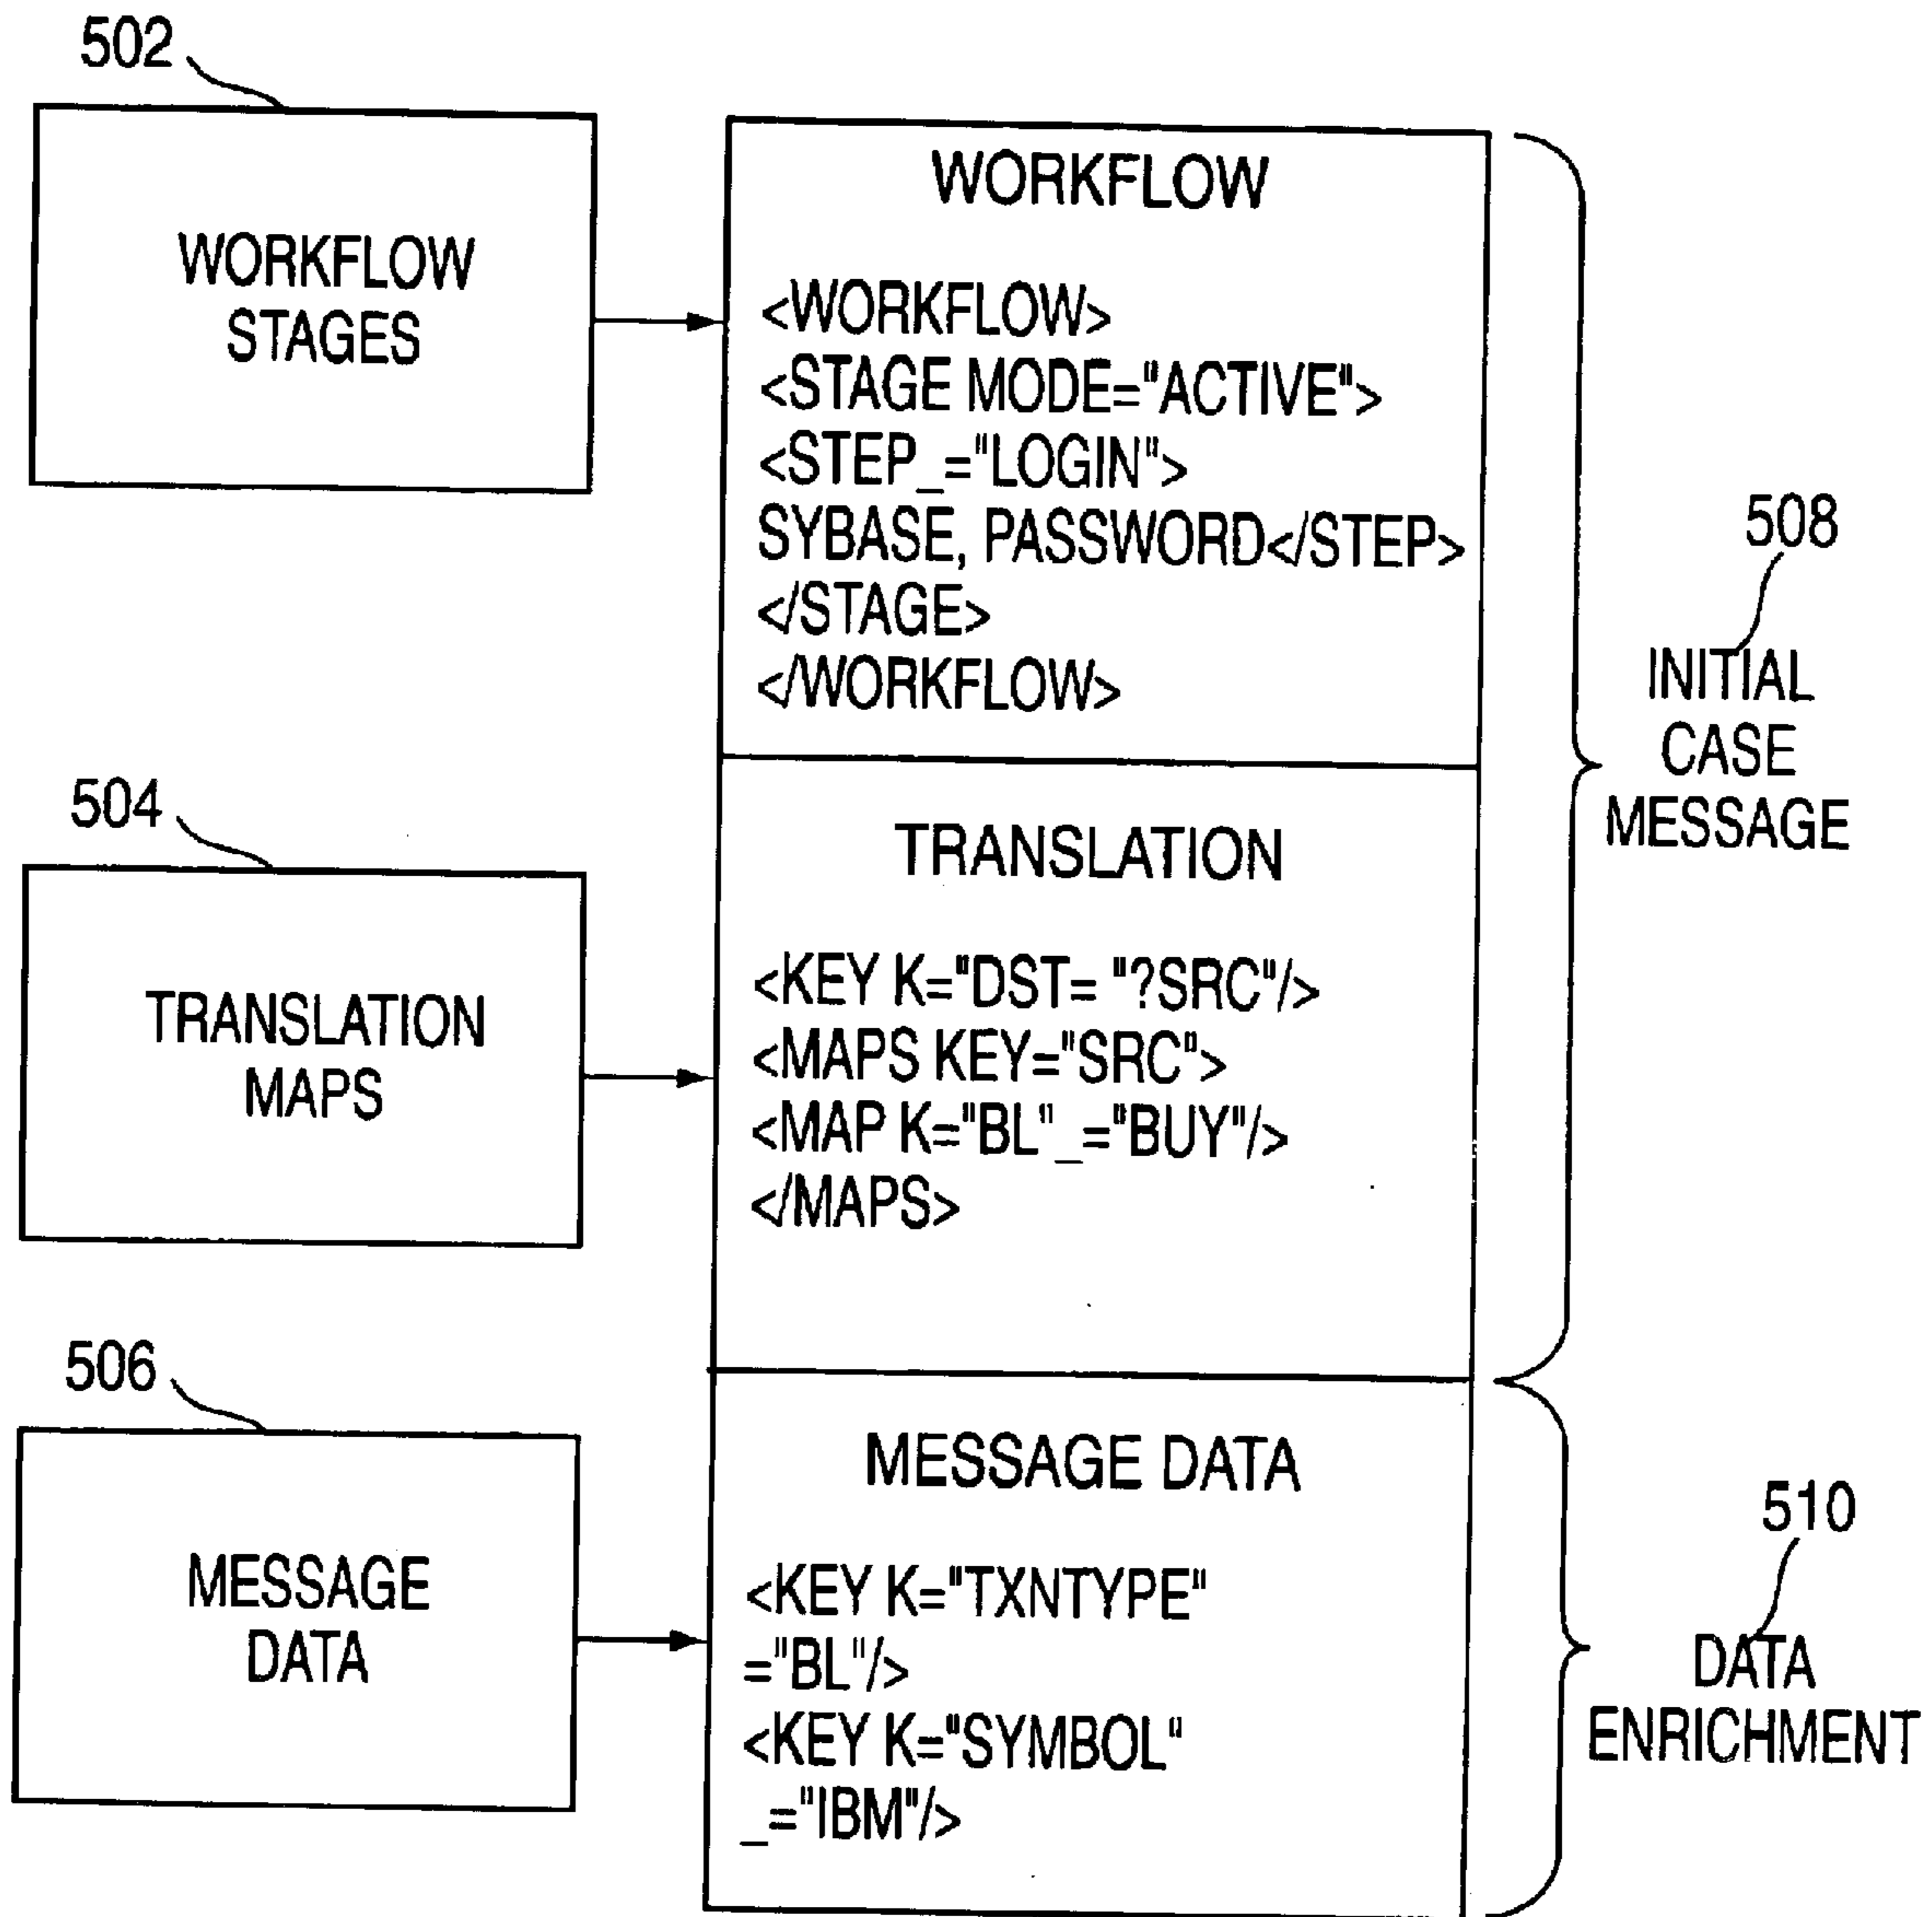 502
WORKFLOW
STAGES
WORKFLOW
<WORKFLOW>
<STAGE MODE="ACTIVE">
<STEP_="LOGIN">
SYBASE, PASSWORD</STEP>
</STAGE>
</WORKFLOW>
508
INITIAL
CASE
MESSAGE
504
TRANSLATION
MAPS
TRANSLATION
<KEY K="DST= "?SRC"/>
<MAPS KEY="SRC">
<MAP K="BL"_="BUY"/>
</MAPS>
506
MESSAGE
DATA
MESSAGE DATA
<KEY K="TXNTYPE"
="BL"/>
<KEY K="SYMBOL"
_="IBM"/>
510
DATA
ENRICHMENT